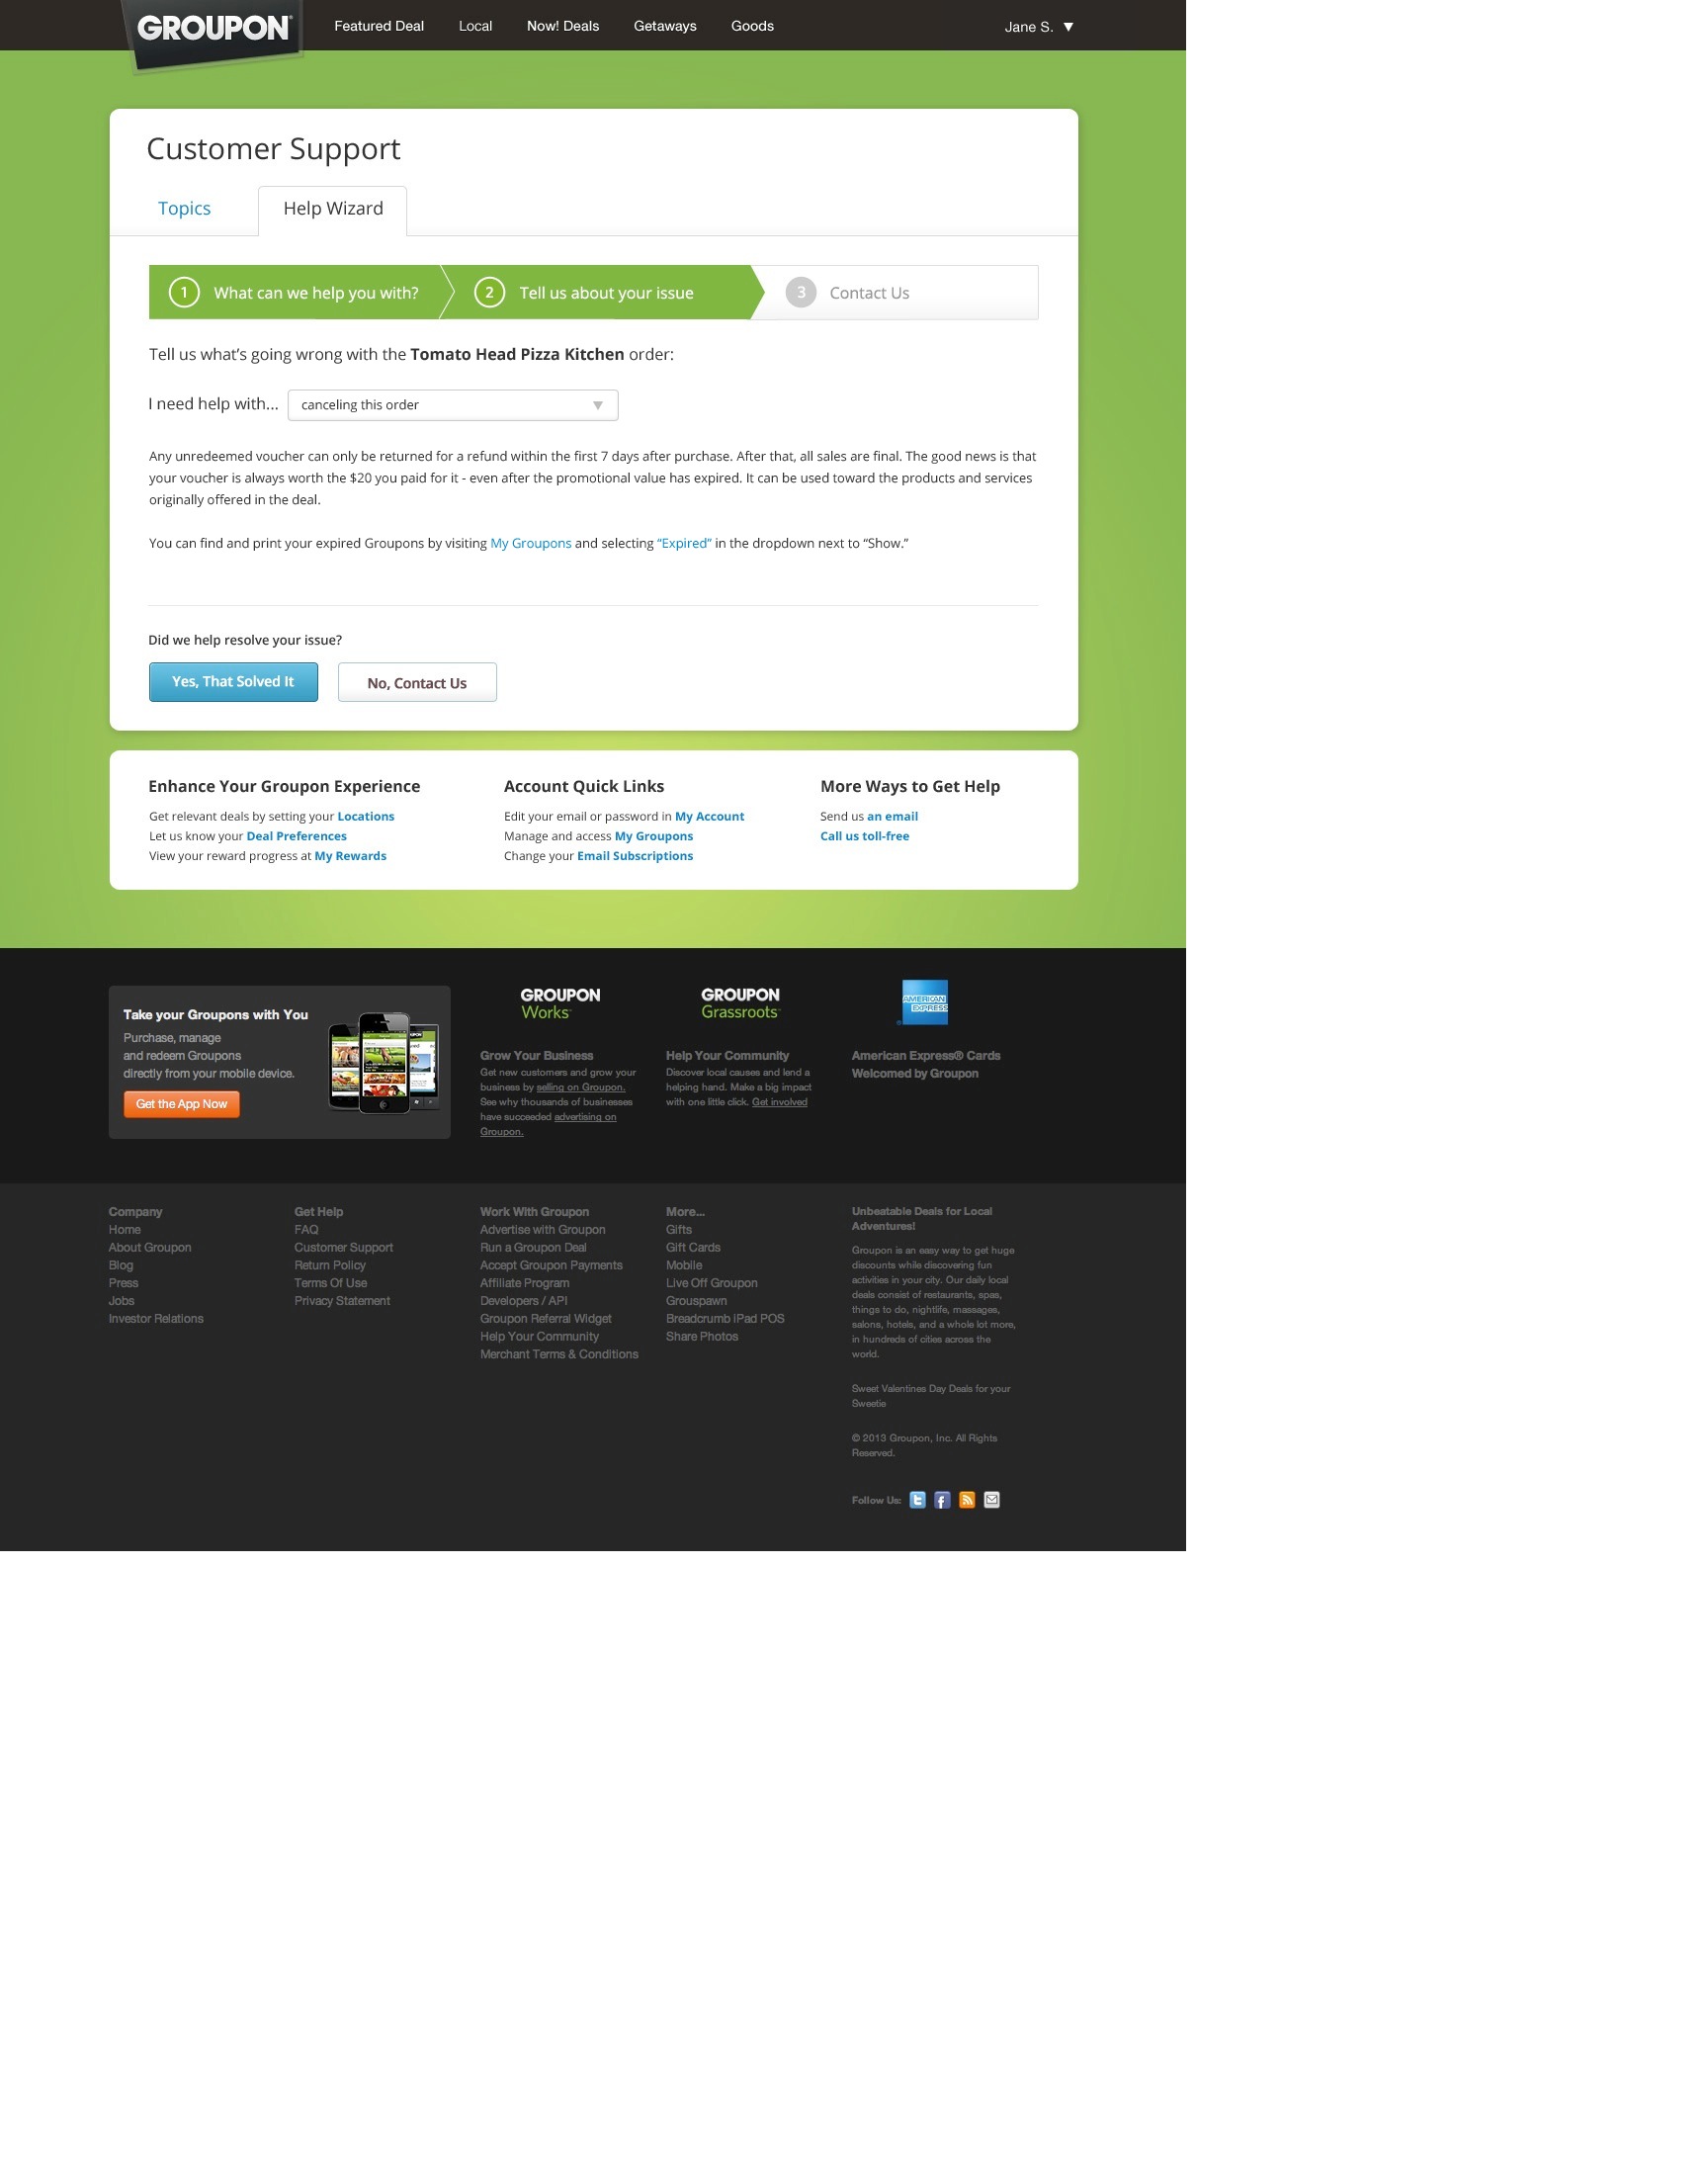 GROUPON
Featured Deal Local Now! Deals Getaways Goods Jane S. ▼
Customer Support
Topics Help Wizard
1 What can we help you with? 2 Tell us about your issue 3 Contact Us
Tell us what's going wrong with the Tomato Head Pizza Kitchen order:
I need help with... canceling this order
Any unredeemed voucher can only be returned for a refund within the first 7 days after purchase. After that, all sales are final. The good news is that
your voucher is always worth the $20 you paid for it - even after the promotional value has expired. It can be used toward the products and services
originally offered in the deal.
You can find and print your expired Groupons by visiting My Groupons and selecting “Expired” in the dropdown next to “Show.”
Did we help resolve your issue?
Yes, That Solved It No, Contact Us
Enhance Your Groupon Experience
Get relevant deals by setting your Locations
Let us know your Deal Preferences
View your reward progress at My Rewards
Account Quick Links
Edit your email or password in My Account
Manage and access My Groupons
Change your Email Subscriptions
More Ways to Get Help
Send us an email
Call us toll-free
Take your Groupons with You
Purchase, manage
and redeem Groupons
directly from your mobile device.
Get the App Now
GROUPON
Works™
Grow Your Business
Get new customers and grow your
business by selling on Groupon.
See why thousands of businesses
have succeeded advertising on
Groupon.
GROUPON
Grassroots™
Help Your Community
Discover local causes and lend a
helping hand. Make a big impact
with one little click. Get involved
AMERICAN
EXPRESS
American Express® Cards
Welcomed by Groupon
Company
Home
About Groupon
Blog
Press
Jobs
Investor Relations
Get Help
FAQ
Customer Support
Return Policy
Terms Of Use
Privacy Statement
Work With Groupon
Advertise with Groupon
Run a Groupon Deal
Accept Groupon Payments
Affiliate Program
Developers / API
Groupon Referral Widget
Help Your Community
Merchant Terms & Conditions
More...
Gifts
Gift Cards
Mobile
Live Off Groupon
Grouspawn
Breadcrumb iPad POS
Share Photos
Unbeatable Deals for Local
Adventures!
Groupon is an easy way to get huge
discounts while discovering fun
activities in your city. Our daily local
deals consist of restaurants, spas,
things to do, nightlife, massages,
salons, hotels, and a whole lot more,
in hundreds of cities across the
world.
Sweet Valentines Day Deals for your
Sweetie
© 2013 Groupon, Inc. All Rights
Reserved.
Follow Us: